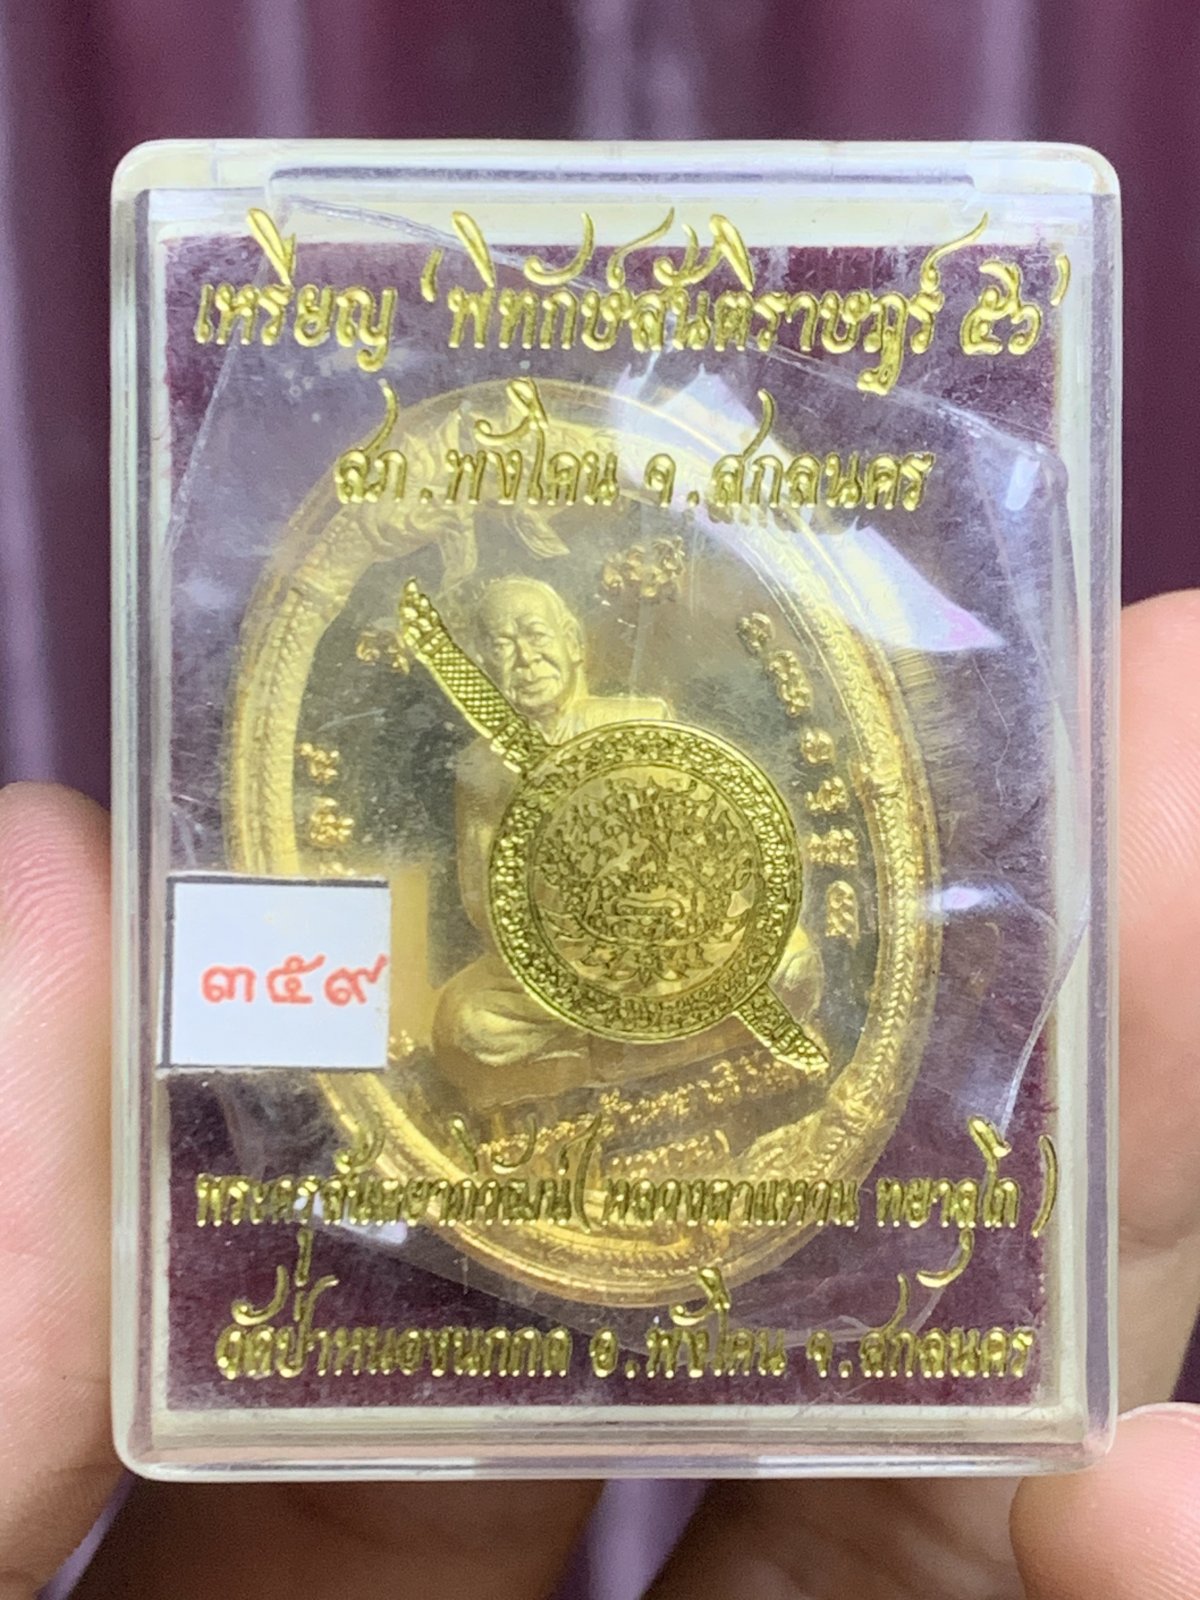 เหรียญ 'พิทักษ์สันติราษฎร์ ๕๖'
สภ.พังโคน จ.สกลนคร
๓๕๙
พระครูสันตยาภิวัฒน์ (หลวงตาแหวน ทยาลุโก)
วัดป่าหนองนกกด อ.พังโคน จ.สกลนคร